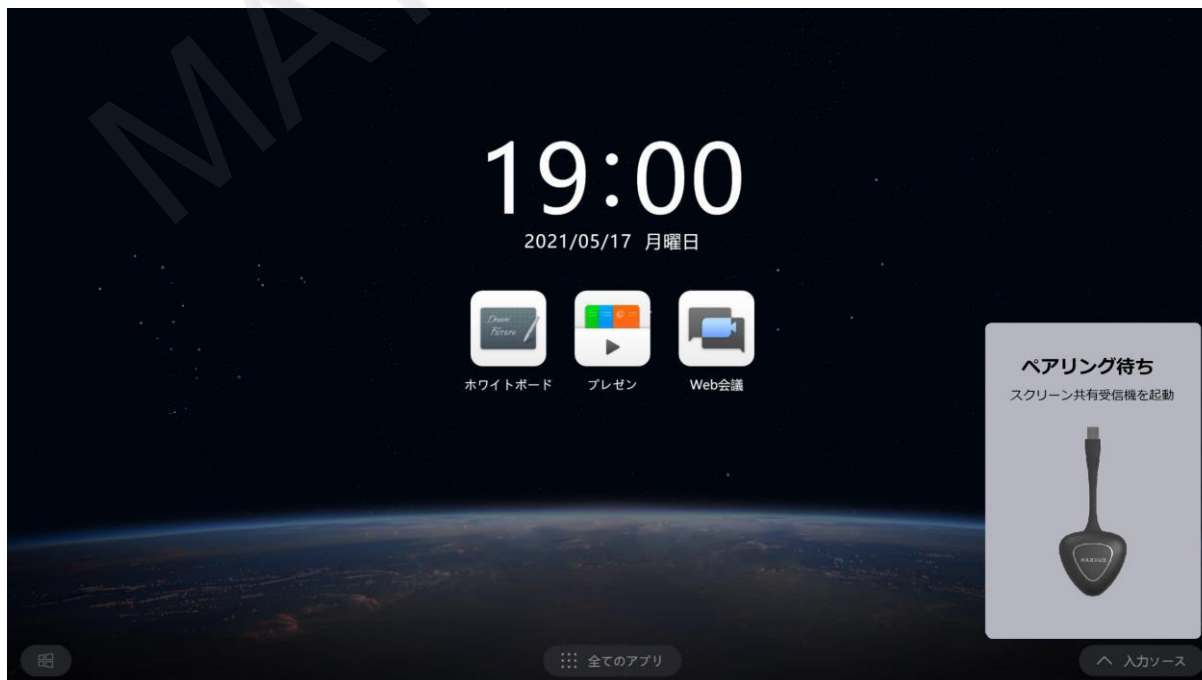 19:00
2021/05/17 月曜日
ホワイトボード
プレゼン
Web会議
ペアリング待ち
スクリーン共有受信機を起動
MAXHUB
全てのアプリ
入力ソース